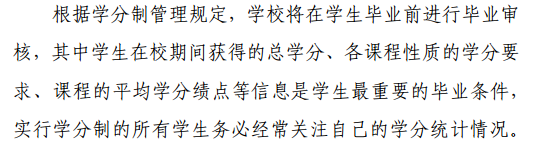 根据学分制管理规定，学校将在学生毕业前进行毕业审
核，其中学生在校期间获得的总学分、各课程性质的学分要
求、课程的平均学分绩点等信息是学生最重要的毕业条件，
实行学分制的所有学生务必经常关注自己的学分统计情况。